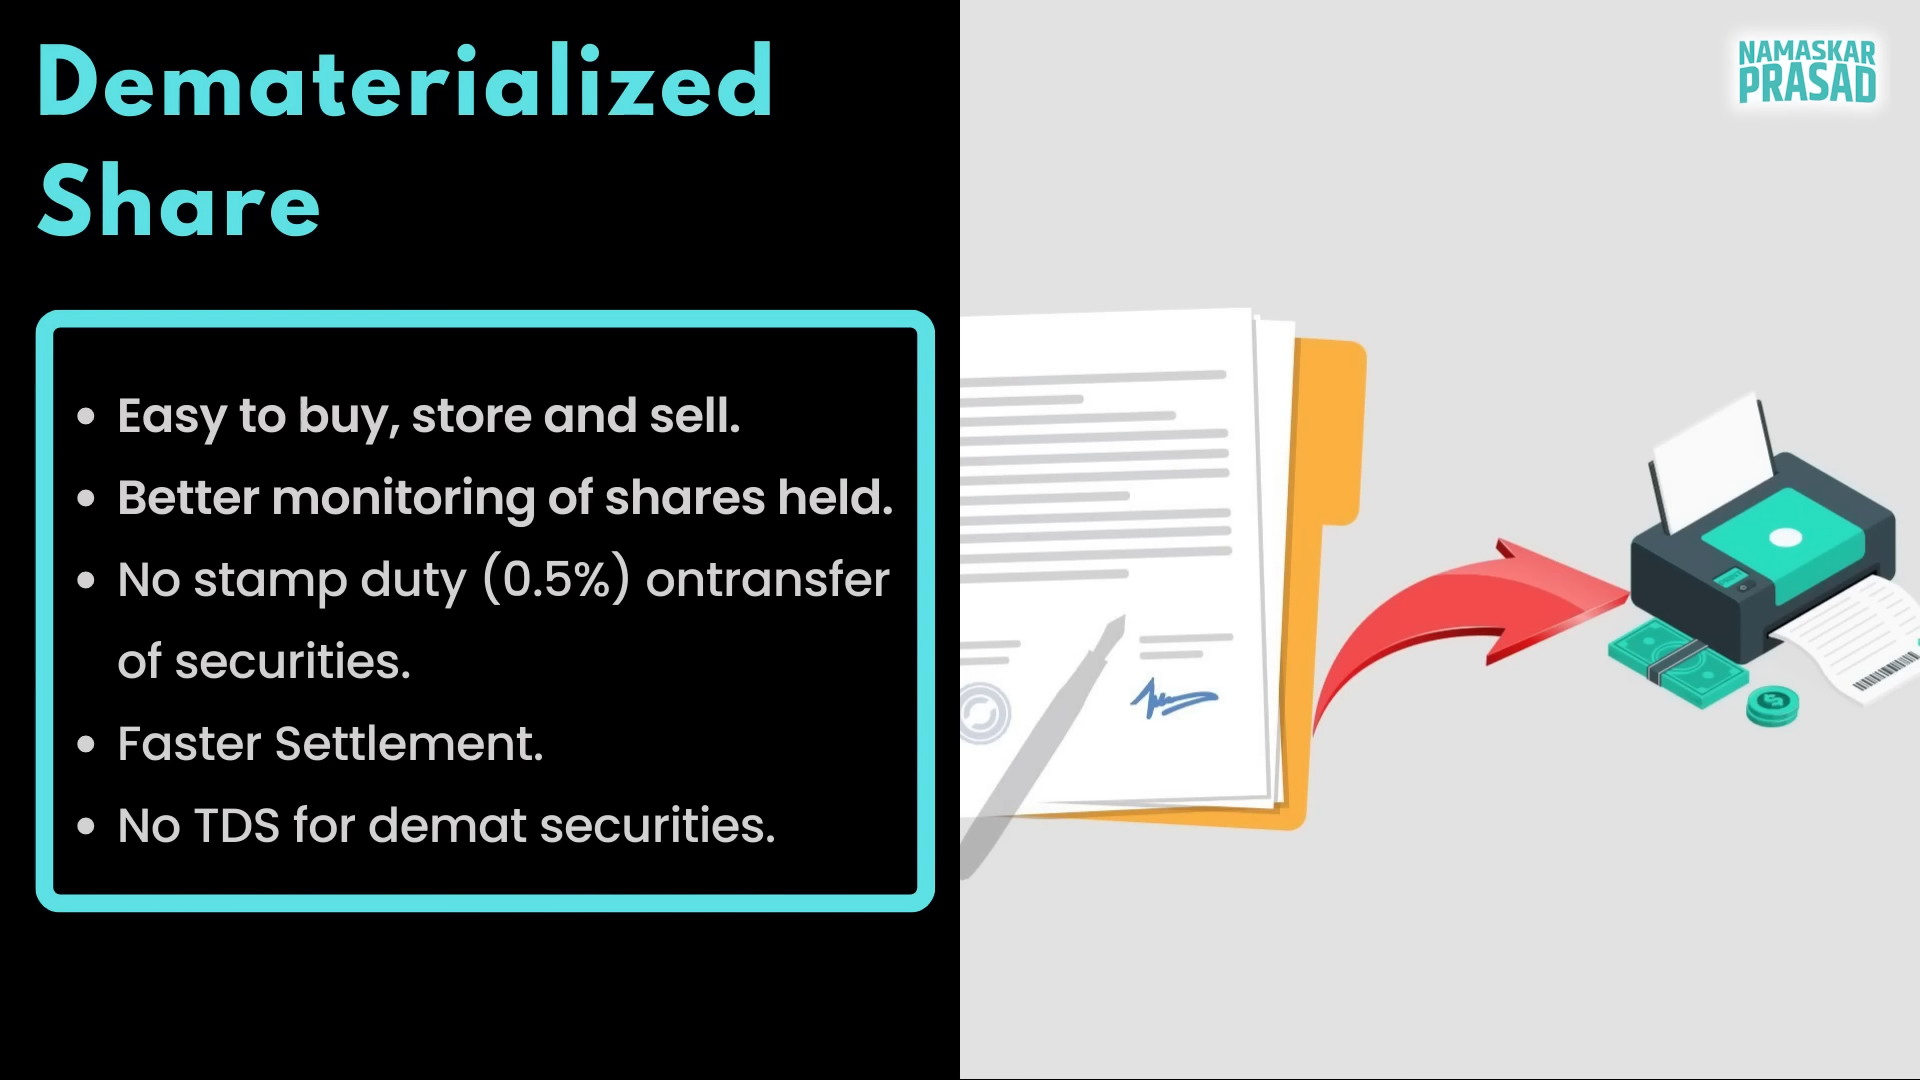 Dematerialized
Share
NAMASKAR
PRASAD
• Easy to buy, store and sell.
• Better monitoring of shares held.
• No stamp duty (0.5%) ontransfer
of securities.
• Faster Settlement.
• No TDS for demat securities.